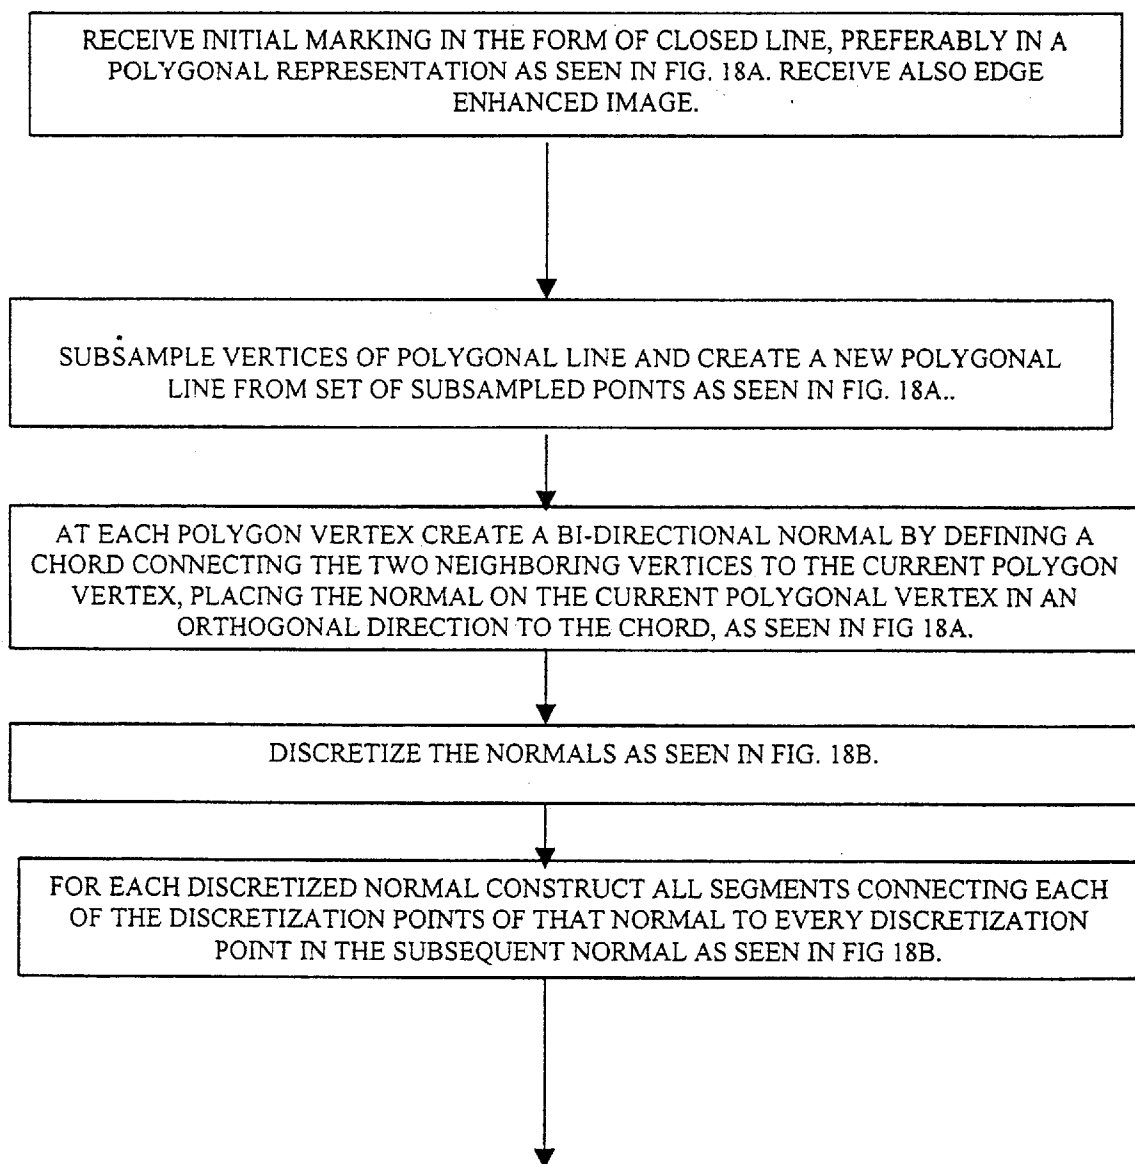 RECEIVE INITIAL MARKING IN THE FORM OF CLOSED LINE, PREFERABLY IN A
POLYGONAL REPRESENTATION AS SEEN IN FIG. 18A. RECEIVE ALSO EDGE
ENHANCED IMAGE.
SUBSAMPLE VERTICES OF POLYGONAL LINE AND CREATE A NEW POLYGONAL
LINE FROM SET OF SUBSAMPLED POINTS AS SEEN IN FIG. 18A..
AT EACH POLYGON VERTEX CREATE A BI-DIRECTIONAL NORMAL BY DEFINING A
CHORD CONNECTING THE TWO NEIGHBORING VERTICES TO THE CURRENT POLYGON
VERTEX, PLACING THE NORMAL ON THE CURRENT POLYGONAL VERTEX IN AN
ORTHOGONAL DIRECTION TO THE CHORD, AS SEEN IN FIG 18A.
DISCRETIZE THE NORMALS AS SEEN IN FIG. 18B.
FOR EACH DISCRETIZED NORMAL CONSTRUCT ALL SEGMENTS CONNECTING EACH
OF THE DISCRETIZATION POINTS OF THAT NORMAL TO EVERY DISCRETIZATION
POINT IN THE SUBSEQUENT NORMAL AS SEEN IN FIG 18B.